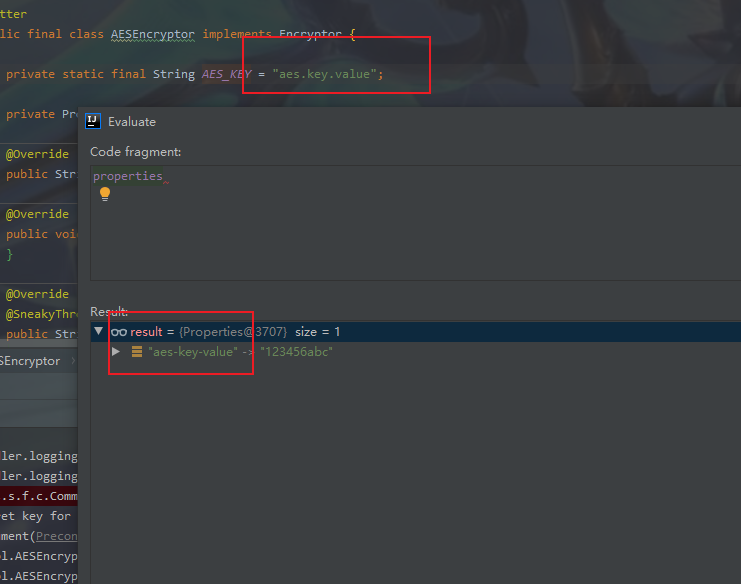 tter
lic final class AESEncryptor implements Encryptor {
private static final String AES_KEY = "aes.key.value";
private Pro
Evaluate
Code fragment:
@Override
properties
public Str
@Override
public voi
}
Result:
@Override
@SneakyThr
result = {Properties@3707} size = 1
public Str
"aes-key-value" -> "123456abc"
SEncryptor
ler.logging
ler.logging
.s.f.c.Comm
et key for
ment(Precon
l.AESEncryp
l.AESEncryp